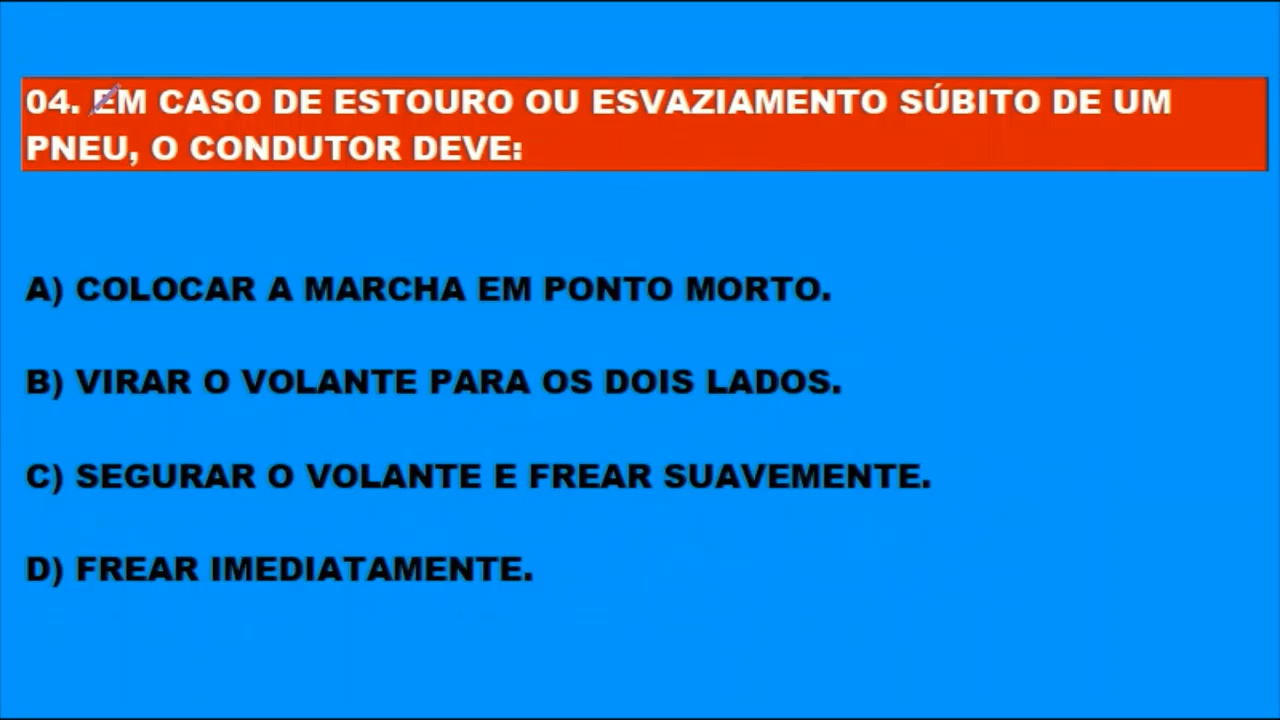 04. EM CASO DE ESTOURO OU ESVAZIAMENTO SÚBITO DE UM
PNEU, O CONDUTOR DEVE:
A) COLOCAR A MARCHA EM PONTO MORTO.
B) VIRAR O VOLANTE PARA OS DOIS LADOS.
C) SEGURAR O VOLANTE E FREAR SUAVEMENTE.
D) FREAR IMEDIATAMENTE.